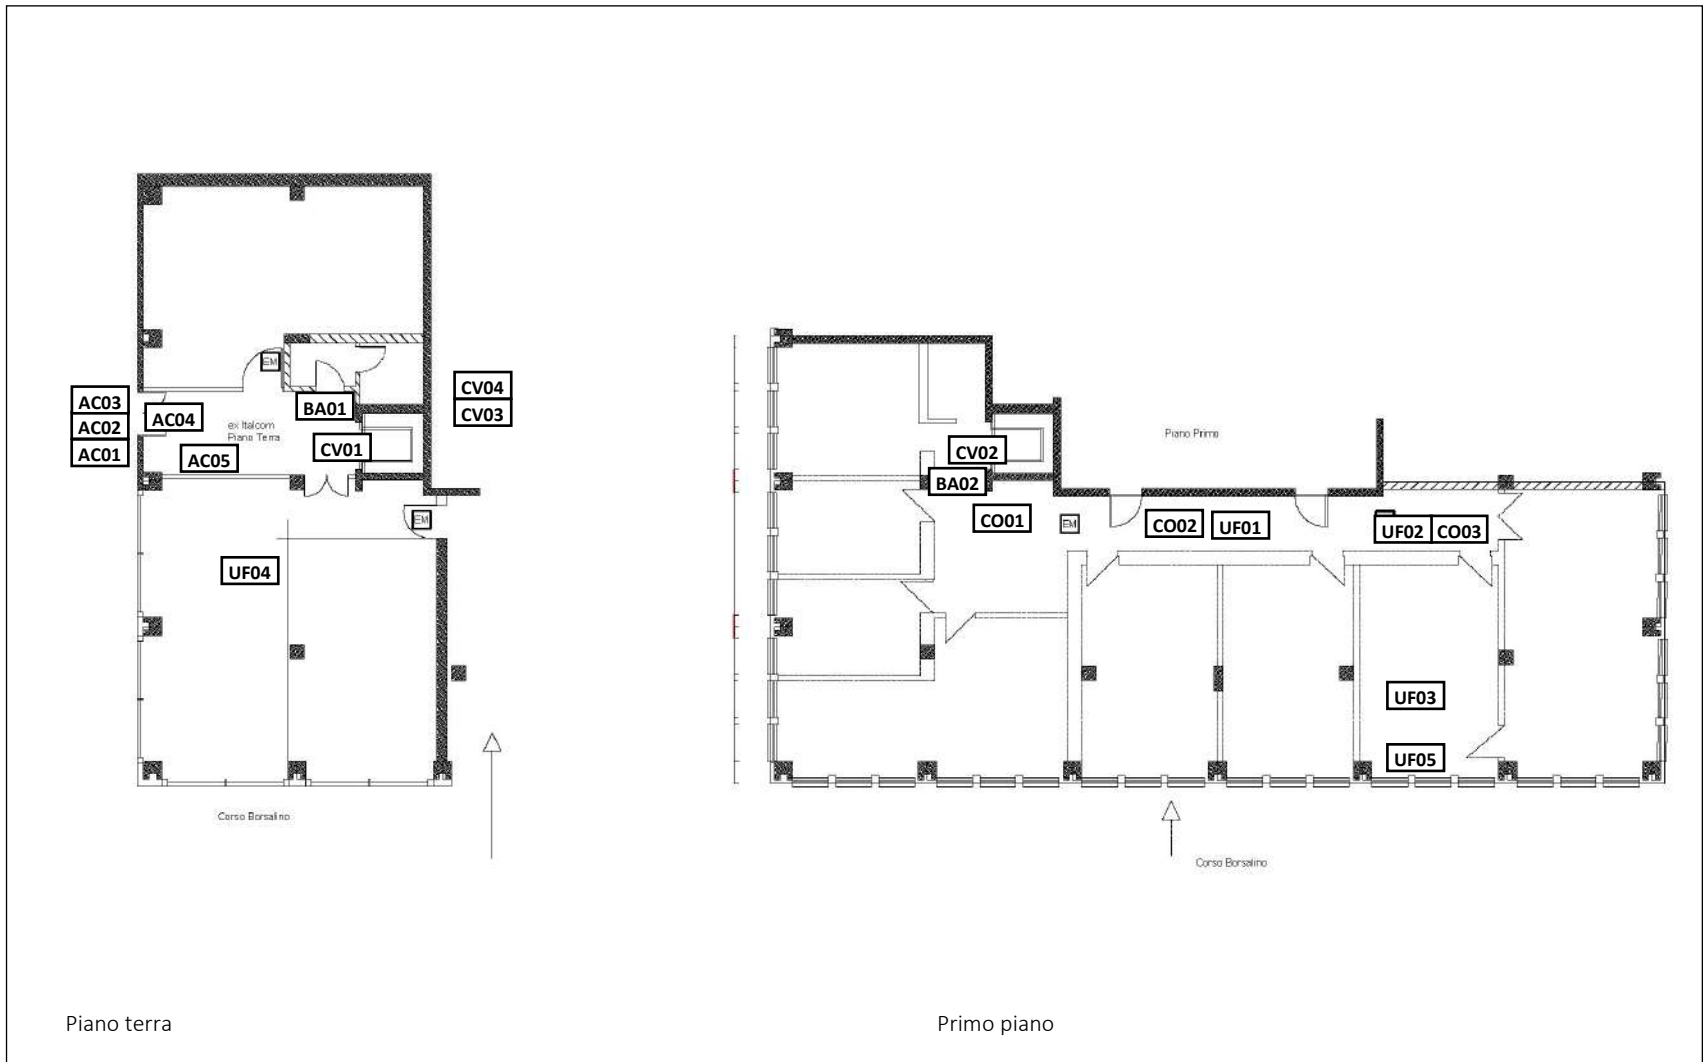 EM
AC03
AC02
AC01
AC04
BA01
CV04
CV03
ex Italcom
Piano Terra
CV01
AC05
EM
UF04
Corso Borsalino
Piano Primo
CV02
BA02
CO01
EM
CO02
UF01
UF02
CO03
UF03
UF05
Corso Borsalino
Piano terra
Primo piano